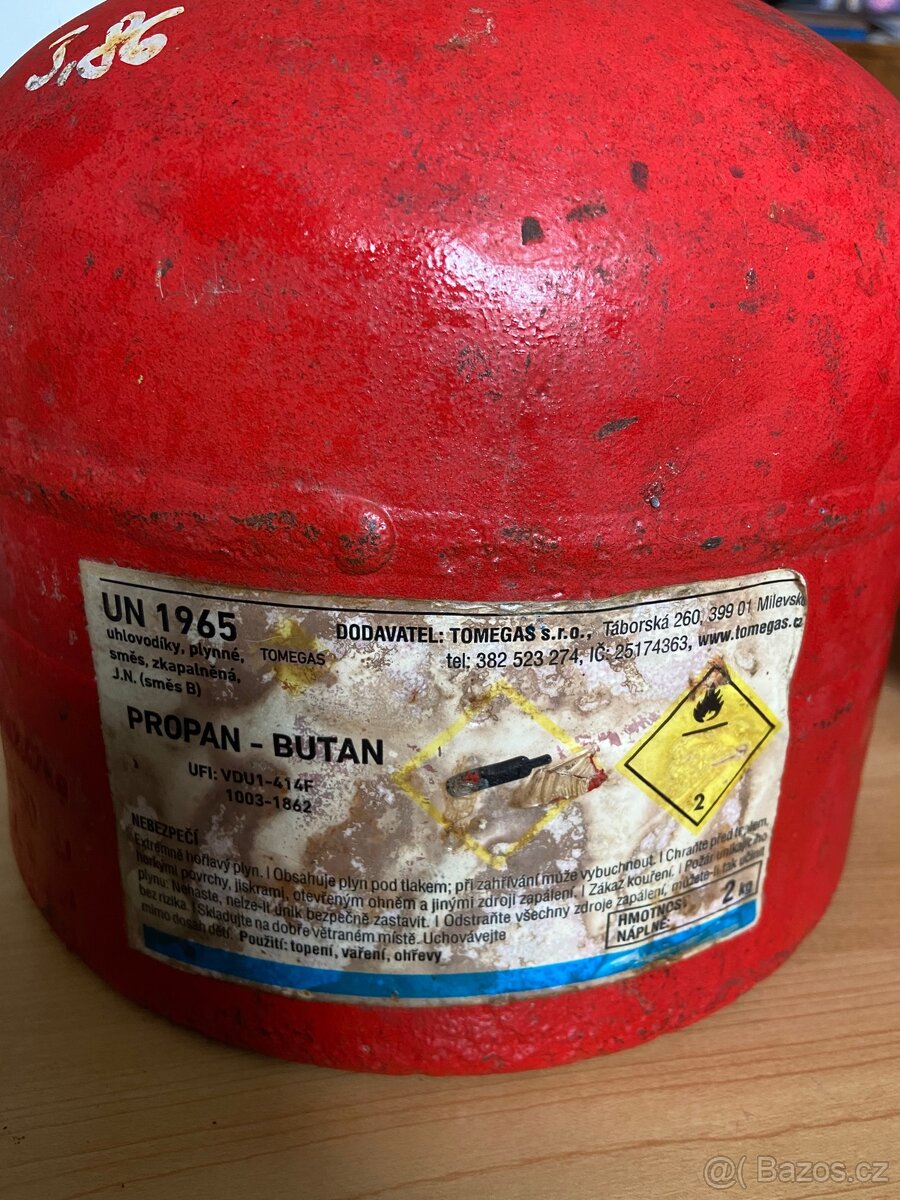 J.86
UN 1965
uhlovodíky, plynné,
směs, zkapalněná,
J.N. (směs B)
TOMEGAS
DODAVATEL: TOMEGAS s.r.o., Táborská 260, 399 01 Milevsko
tel: 382 523 274, IČ: 25174363, www.tomegas.cz
PROPAN - BUTAN
UFI: VDU1-414F
1003-1862
2
NEBEZPEČÍ
Extrémně hořlavý plyn. | Obsahuje plyn pod tlakem; při zahřívání může vybuchnout. | Chraňte před teplem,
horkými povrchy, jiskrami, otevřeným ohněm a jinými zdroji zapálení. | Zákaz kouření. | Požár unikajícího
plynu: Nehaste, nelze-li únik bezpečně zastavit. | Odstraňte všechny zdroje zapálení, můžete-li tak učinit
bez rizika. | Skladujte na dobře větraném místě. Uchovávejte
mimo dosah dětí. Použití: topení, vaření, ohřevy
HMOTNOST
NÁPLNĚ: 2 kg
@( Bazos.cz